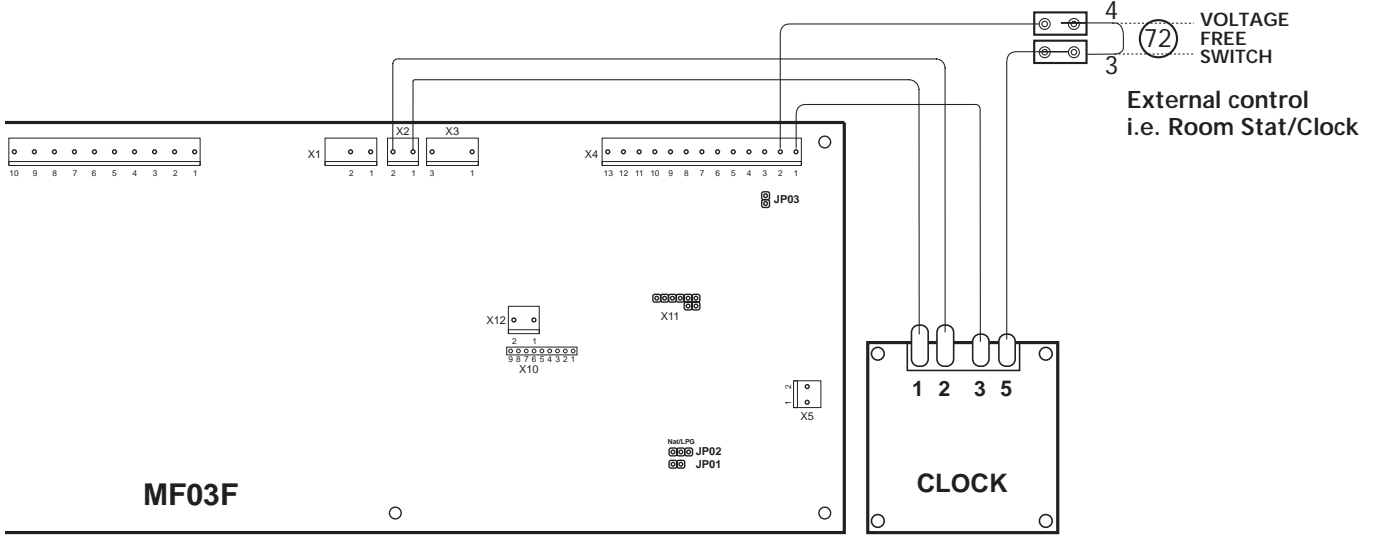 4
72
VOLTAGE
FREE
SWITCH
3
External control
i.e. Room Stat/Clock
X1
X2
X3
X4
10 9 8 7 6 5 4 3 2 1
2 1
2 1
3 1
13 12 11 10 9 8 7 6 5 4 3 2 1
JP03
X11
X12
2 1
9 8 7 6 5 4 3 2 1
X10
2
1
X5
Nat/LPG
JP02
JP01
MF03F
1 2 3 5
CLOCK